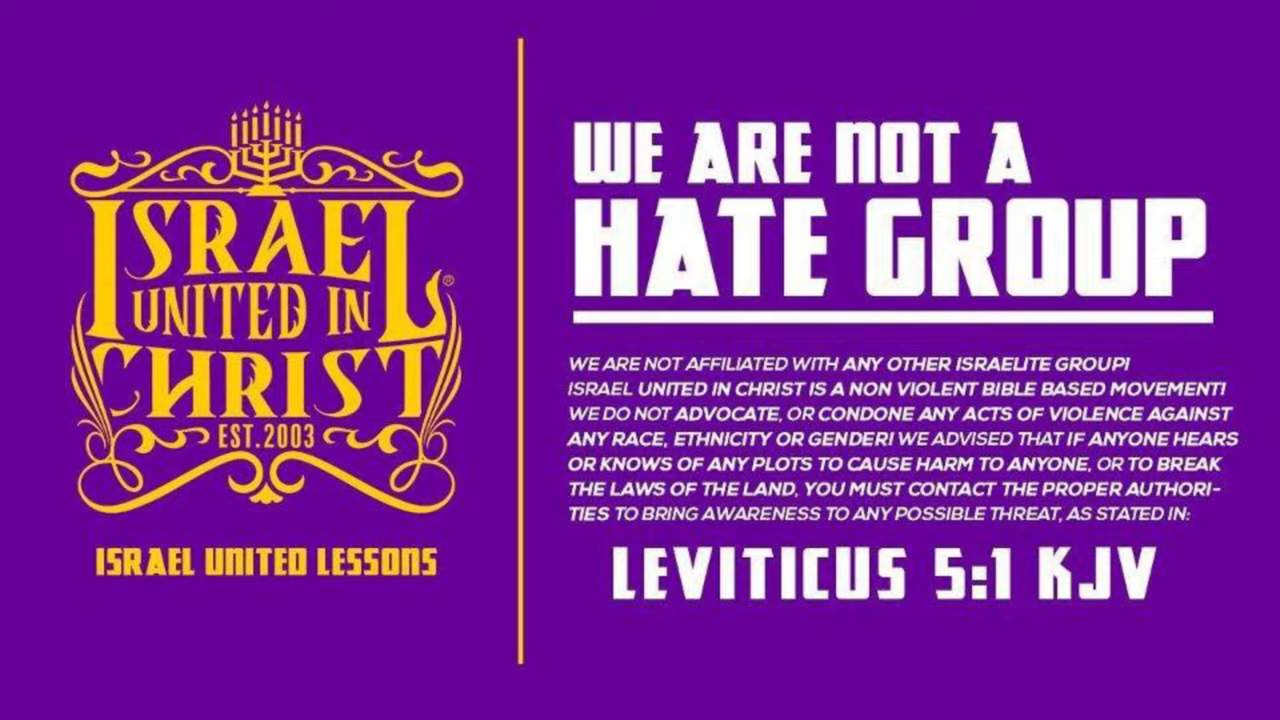 ISRAEL
UNITED IN
CHRIST
®
EST.2003
ISRAEL UNITED LESSONS
WE ARE NOT A
HATE GROUP
WE ARE NOT AFFILIATED WITH ANY OTHER ISRAELITE GROUP!
ISRAEL UNITED IN CHRIST IS A NON VIOLENT BIBLE BASED MOVEMENT!
WE DO NOT ADVOCATE, OR CONDONE ANY ACTS OF VIOLENCE AGAINST
ANY RACE, ETHNICITY OR GENDER! WE ADVISED THAT IF ANYONE HEARS
OR KNOWS OF ANY PLOTS TO CAUSE HARM TO ANYONE, OR TO BREAK
THE LAWS OF THE LAND, YOU MUST CONTACT THE PROPER AUTHORI-
TIES TO BRING AWARENESS TO ANY POSSIBLE THREAT, AS STATED IN:
LEVITICUS 5:1 KJV